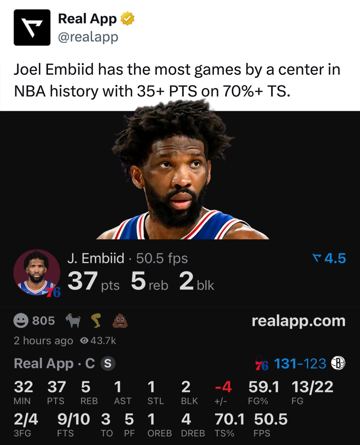 Real App
@realapp
Joel Embiid has the most games by a center in
NBA history with 35+ PTS on 70%+ TS.
J. Embiid · 50.5 fps
4.5
37 pts 5 reb 2 blk
76
805
realapp.com
2 hours ago 43.7k
Real App · C S
76 131-123 B
32 37 5 1 1 2 -4 59.1 13/22
MIN PTS REB AST STL BLK +/- FG% FG
2/4 9/10 3 5 1 4 70.1 50.5
3FG FTS TO PF OREB DREB TS% FPS